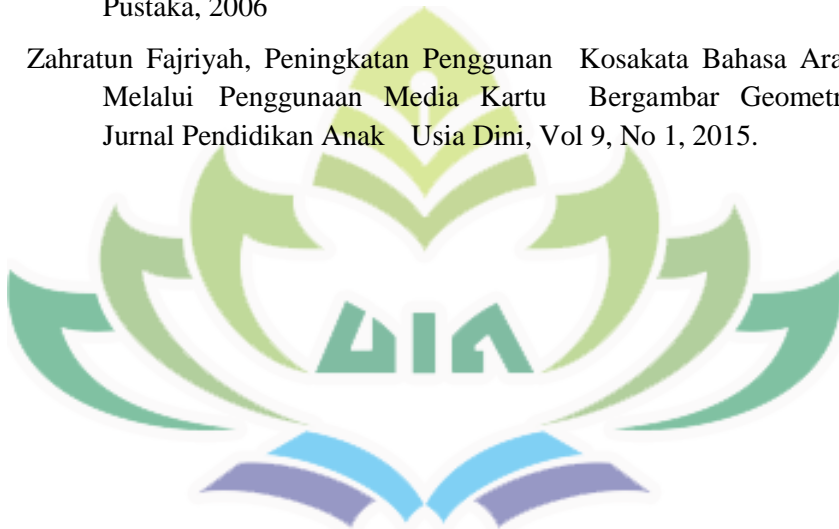 Pustaka, 2006
Zahratun Fajriyah, Peningkatan Penggunan Kosakata Bahasa Ara
Melalui Penggunaan Media Kartu Bergambar Geometr
Jurnal Pendidikan Anak Usia Dini, Vol 9, No 1, 2015.